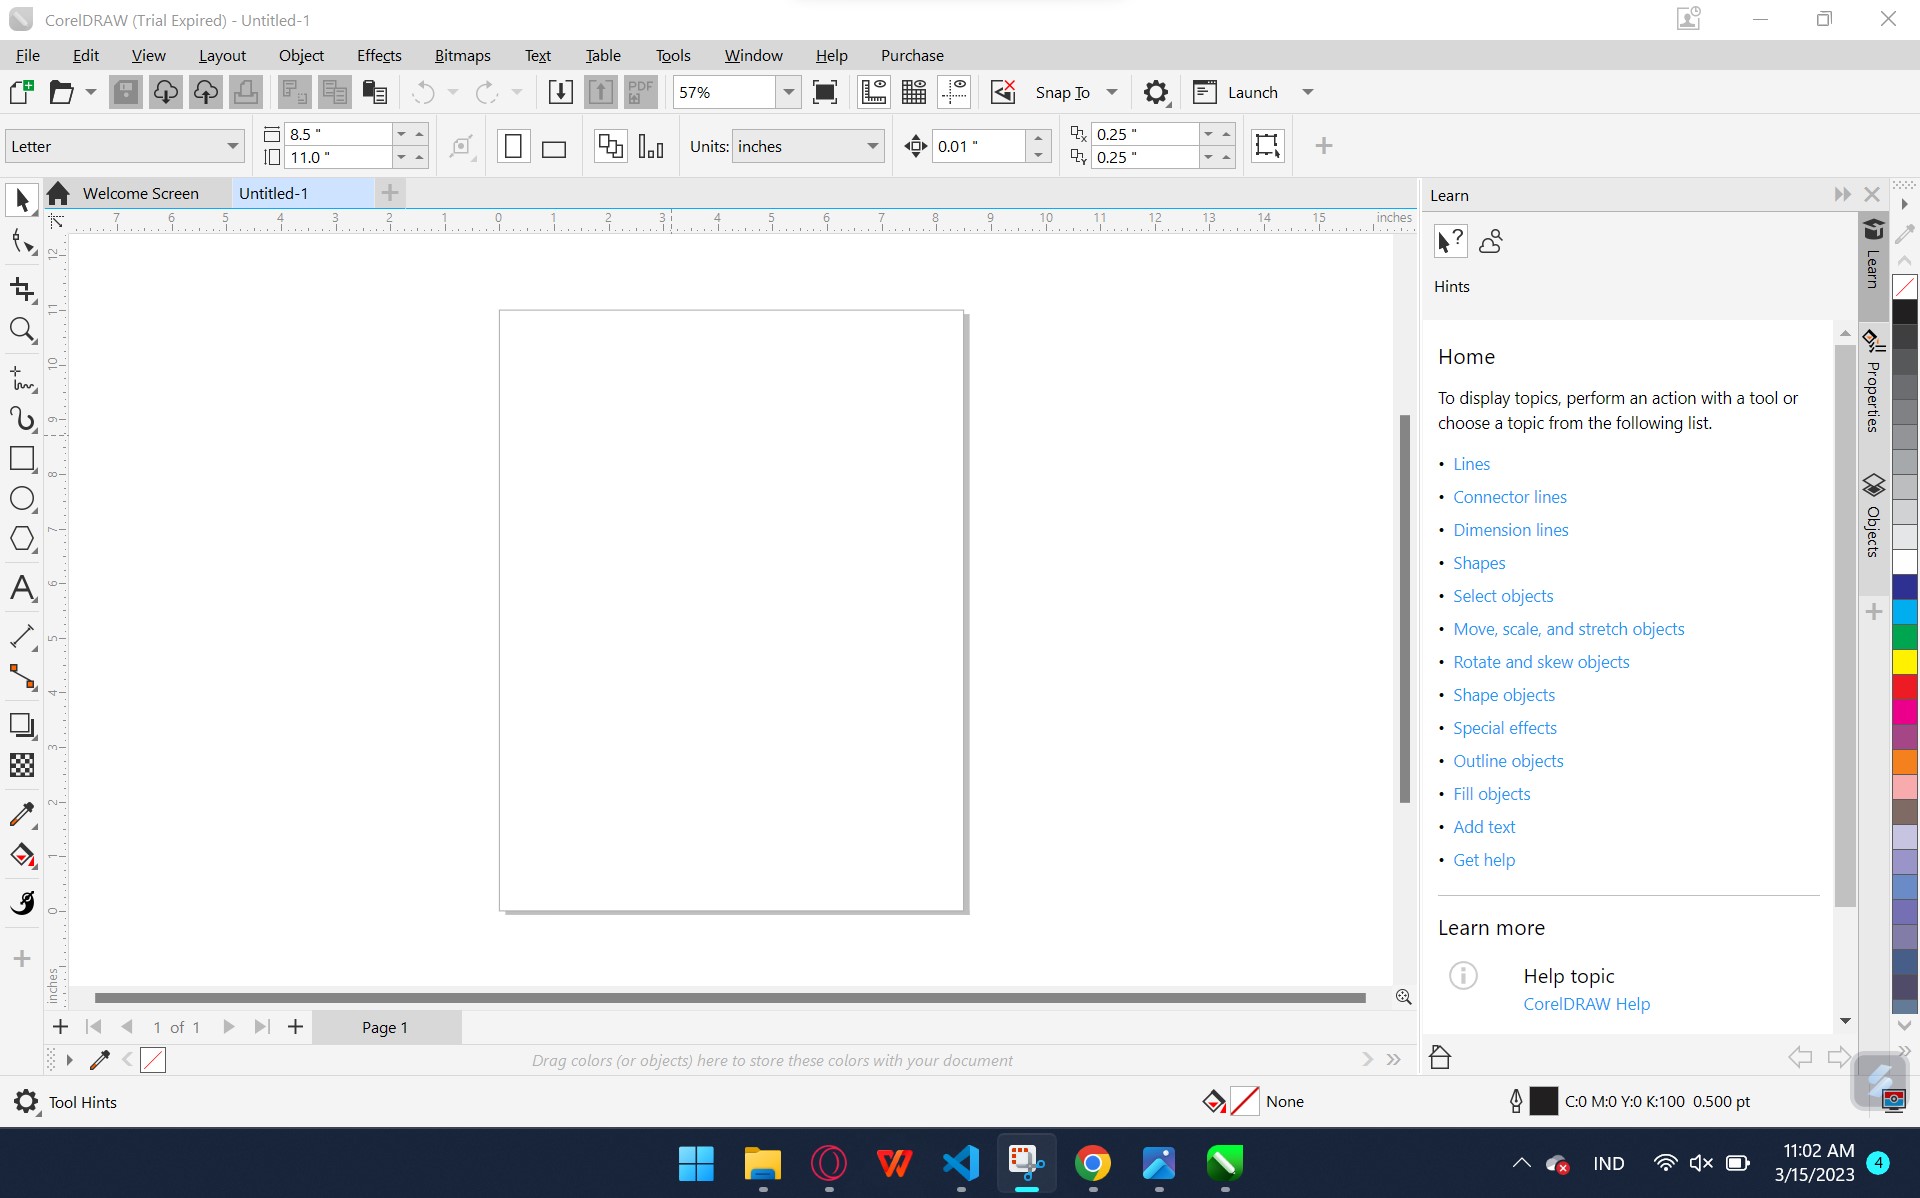 CorelDRAW (Trial Expired) - Untitled-1
File Edit View Layout Object Effects Bitmaps Text Table Tools Window Help Purchase
PDF 57% Snap To Launch
Letter 8.5 " 11.0 " Units: inches 0.01 " 0.25 " 0.25 "
Welcome Screen Untitled-1
7 6 5 4 3 2 1 0 1 2 3 4 5 6 7 8 9 10 11 12 13 14 15 inches
12
11
10
9
8
7
6
5
4
3
2
1
0
inches
1 of 1 Page 1
Drag colors (or objects) here to store these colors with your document
Learn
Hints
Home
To display topics, perform an action with a tool or
choose a topic from the following list.
• Lines
• Connector lines
• Dimension lines
• Shapes
• Select objects
• Move, scale, and stretch objects
• Rotate and skew objects
• Shape objects
• Special effects
• Outline objects
• Fill objects
• Add text
• Get help
Learn more
Help topic
CorelDRAW Help
Learn
Properties
Objects
Tool Hints None C:0 M:0 Y:0 K:100 0.500 pt
IND 11:02 AM
3/15/2023 4